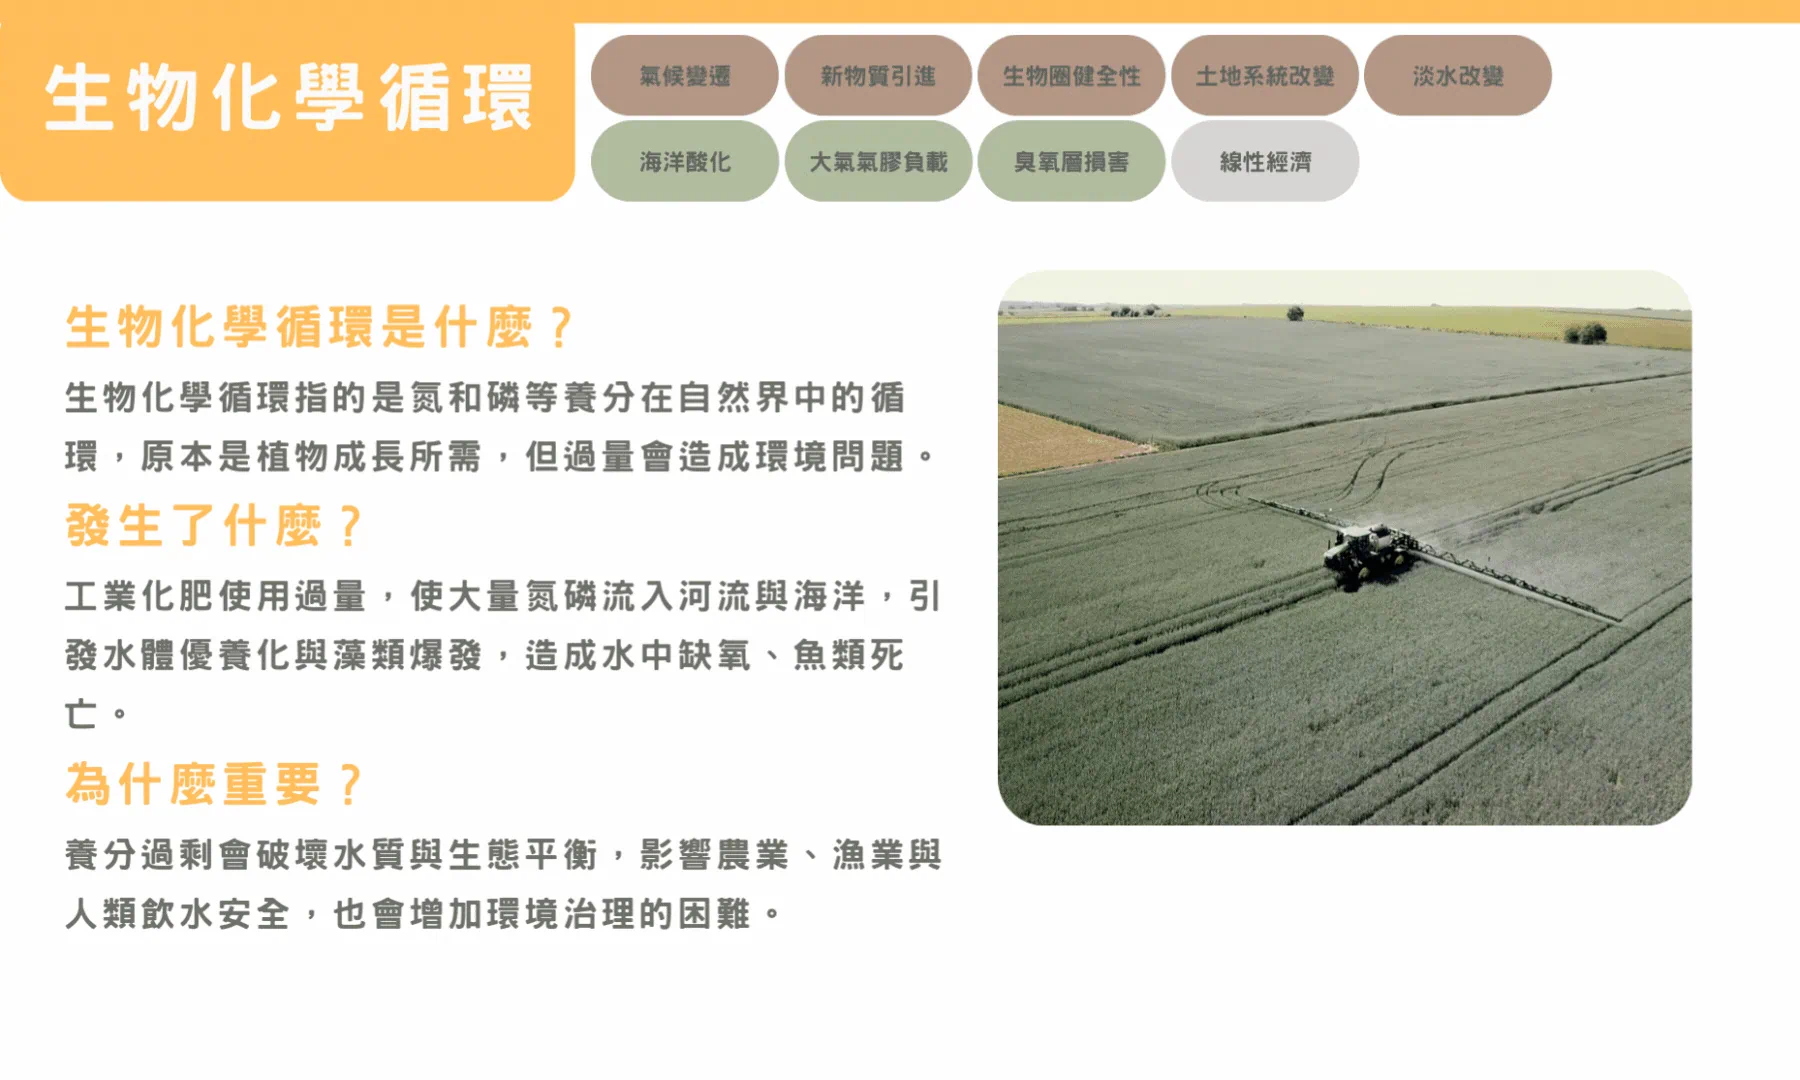 生物化學循環
氣候變遷
新物質引進
生物圈健全性
土地系統改變
淡水改變
海洋酸化
大氣氣膠負載
臭氧層損害
線性經濟
生物化學循環是什麼？
生物化學循環指的是氮和磷等養分在自然界中的循
環，原本是植物成長所需，但過量會造成環境問題。
發生了什麼？
工業化肥使用過量，使大量氮磷流入河流與海洋，引
發水體優養化與藻類爆發，造成水中缺氧、魚類死
亡。
為什麼重要？
養分過剩會破壞水質與生態平衡，影響農業、漁業與
人類飲水安全，也會增加環境治理的困難。